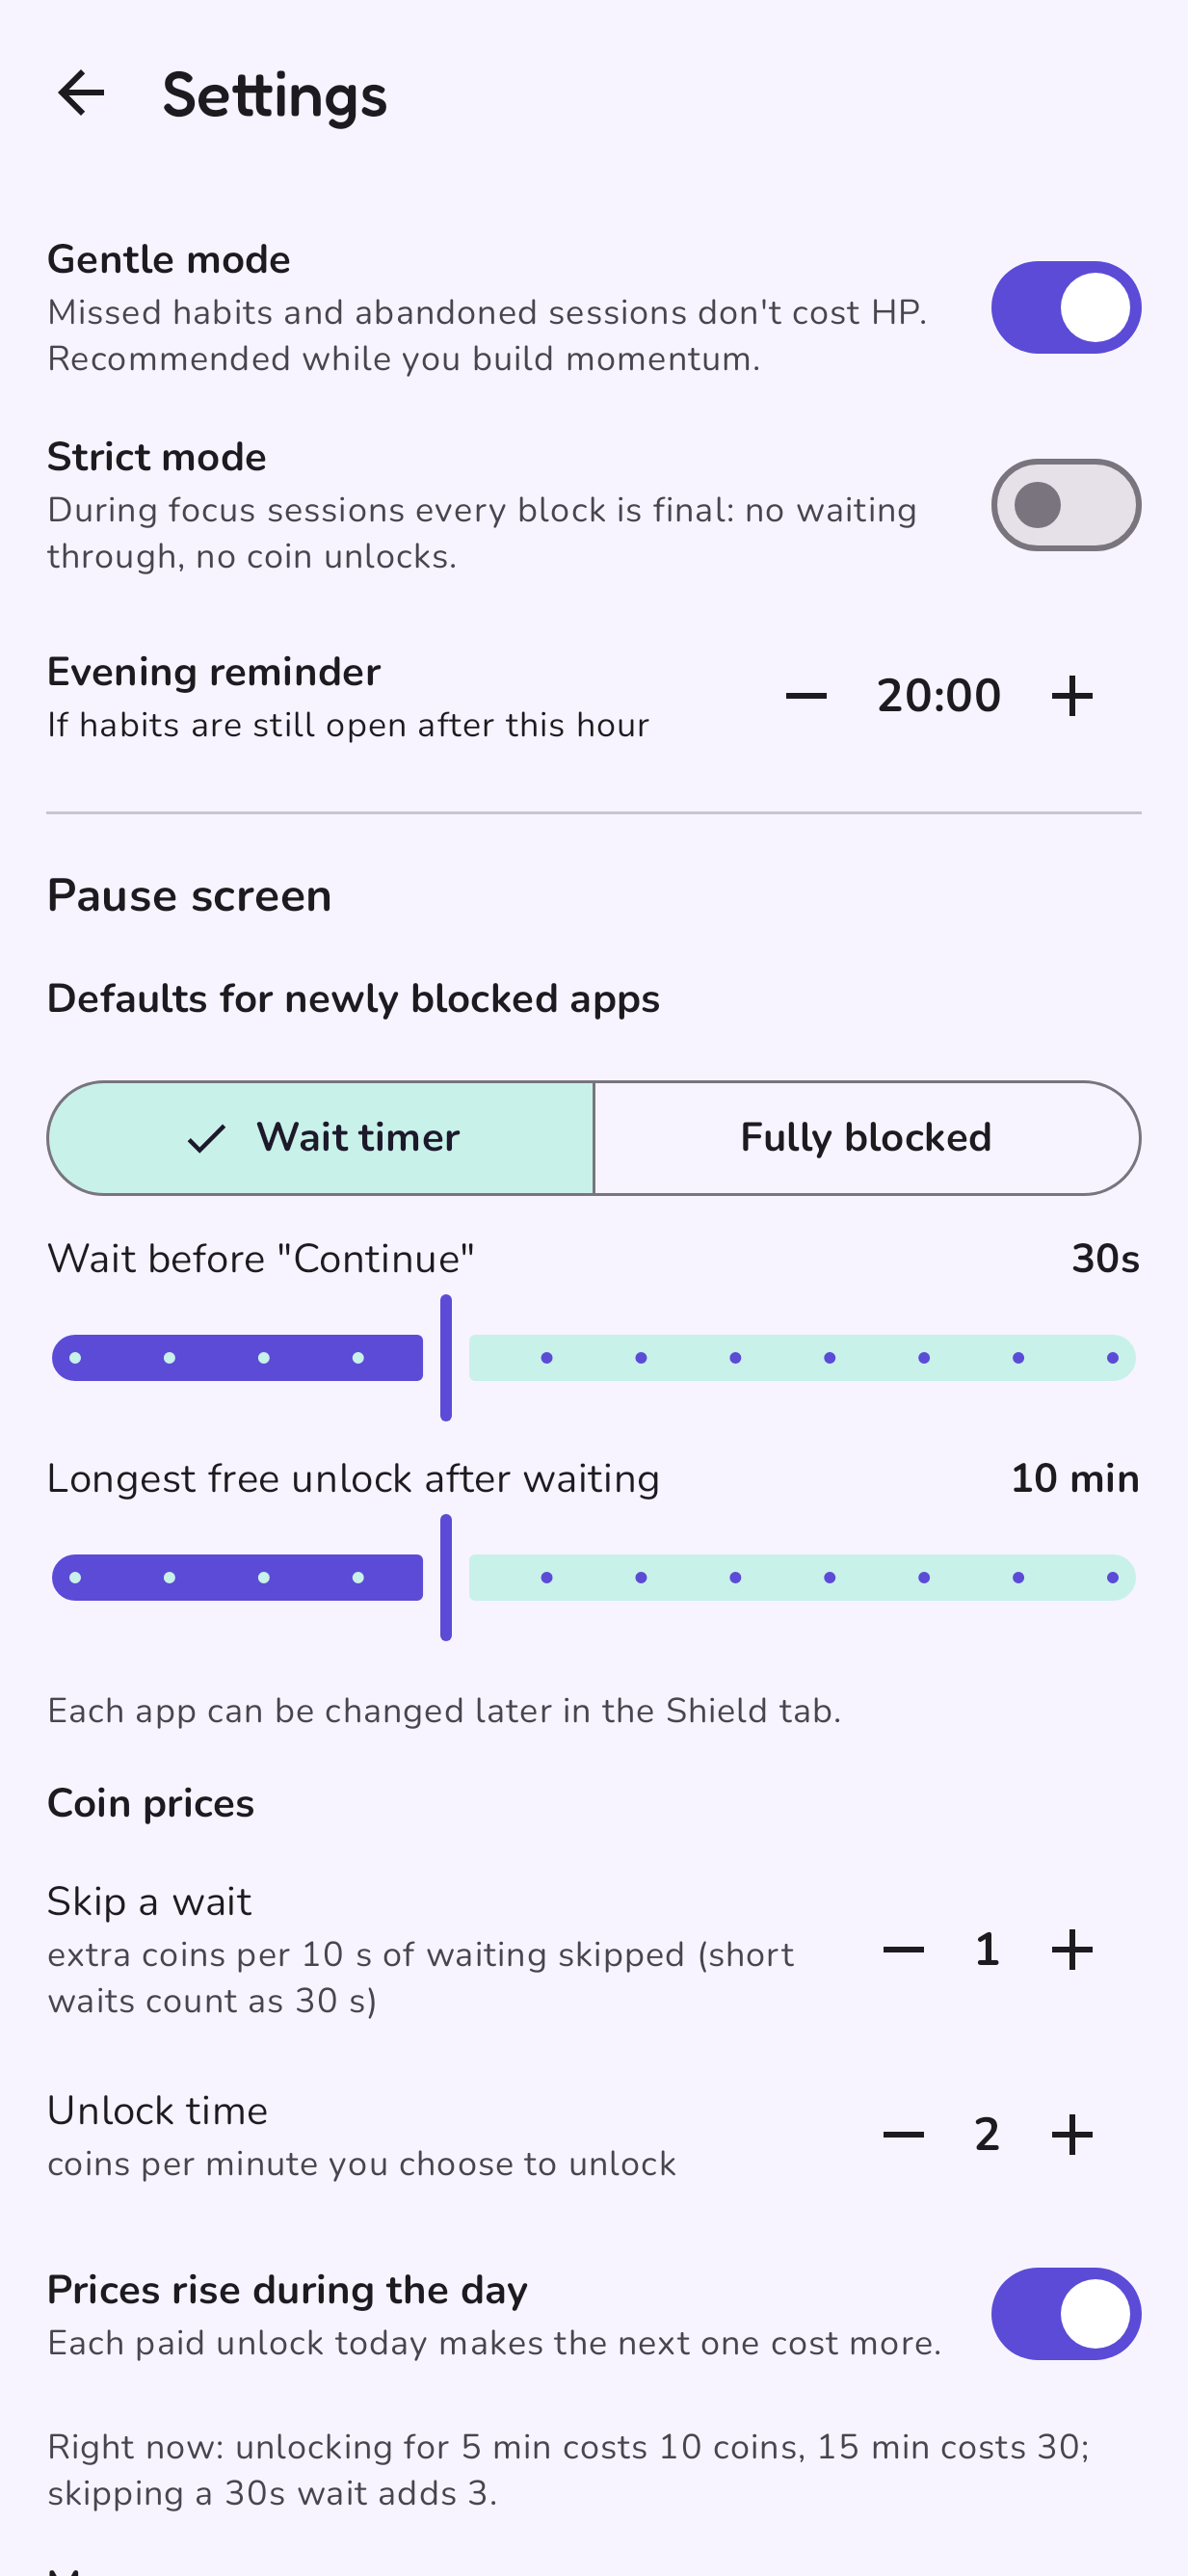 Settings
Gentle mode
Missed habits and abandoned sessions don't cost HP.
Recommended while you build momentum.
Strict mode
During focus sessions every block is final: no waiting
through, no coin unlocks.
Evening reminder
If habits are still open after this hour
20:00
Pause screen
Defaults for newly blocked apps
Wait timer
Fully blocked
Wait before "Continue"
30s
Longest free unlock after waiting
10 min
Each app can be changed later in the Shield tab.
Coin prices
Skip a wait
extra coins per 10 s of waiting skipped (short
waits count as 30 s)
1
Unlock time
coins per minute you choose to unlock
2
Prices rise during the day
Each paid unlock today makes the next one cost more.
Right now: unlocking for 5 min costs 10 coins, 15 min costs 30;
skipping a 30s wait adds 3.